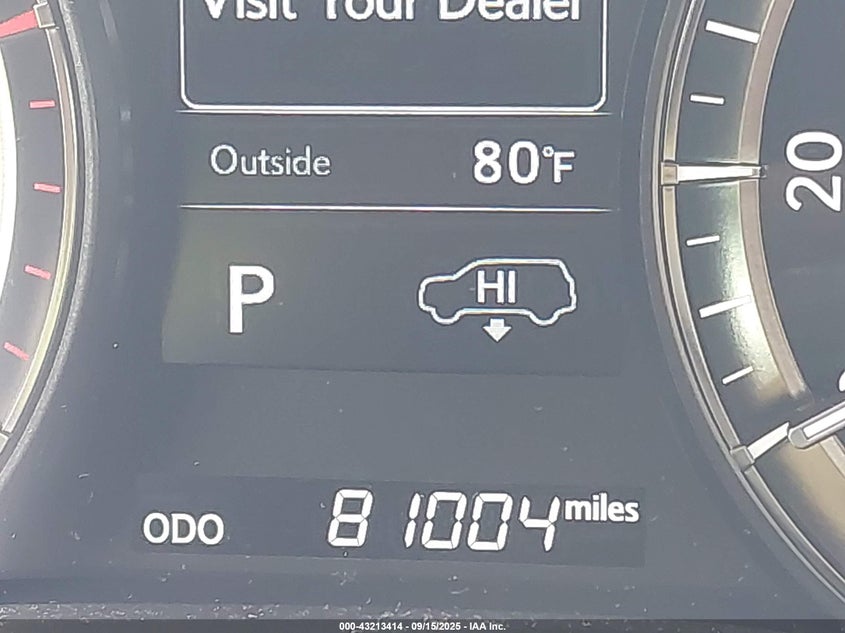 Visit Your Dealer
Outside 80°F
20
P HI
ODO 81004 miles
000-43213414 - 09/15/2025 - IAA Inc.